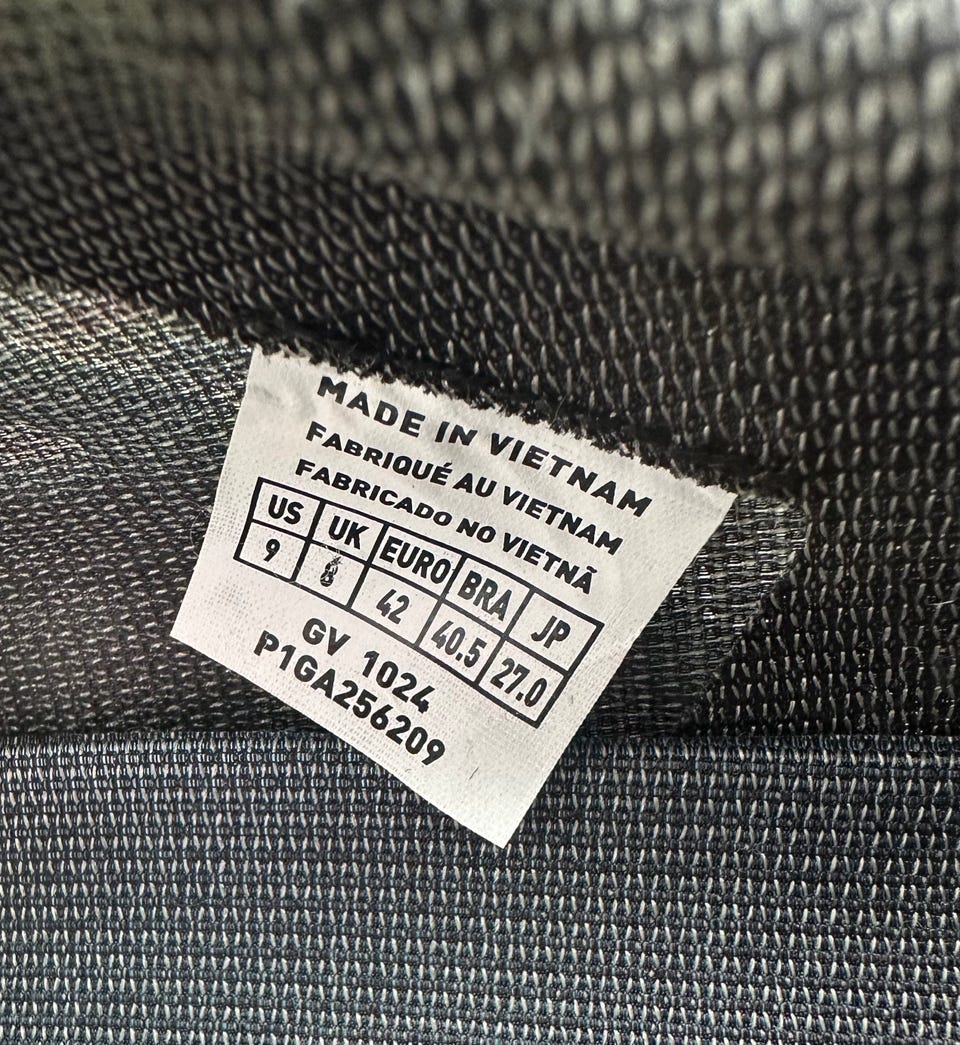 MADE IN VIETNAM
FABRIQUÉ AU VIETNAM
FABRICADO NO VIETNÃ
US UK EURO BRA JP
9 8 42 40.5 27.0
GV 1024
P1GA256209